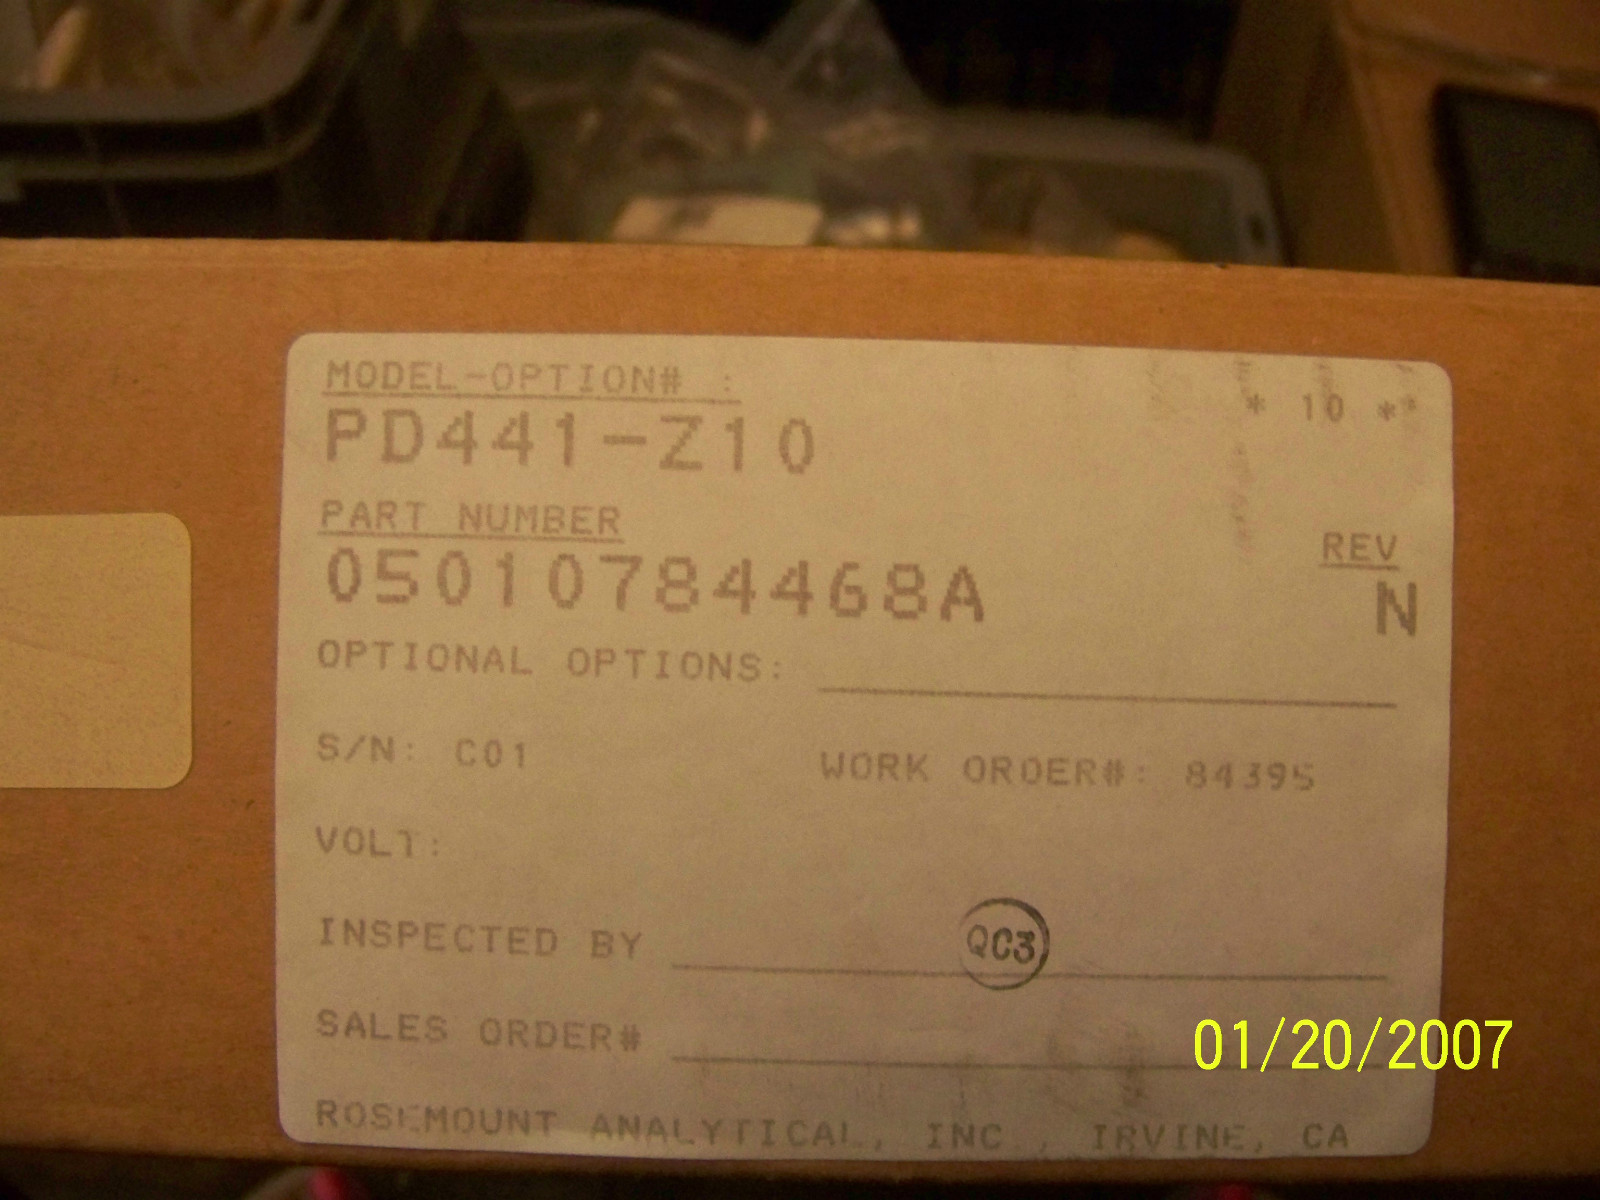 MODEL-OPTION# :
* 10 **
PD441-Z10
PART NUMBER
REV
05010784468A
N
OPTIONAL OPTIONS:
S/N: C01 WORK ORDER#: 84395
VOLT:
INSPECTED BY QC3
SALES ORDER#
01/20/2007
ROSEMOUNT ANALYTICAL, INC., IRVINE, CA